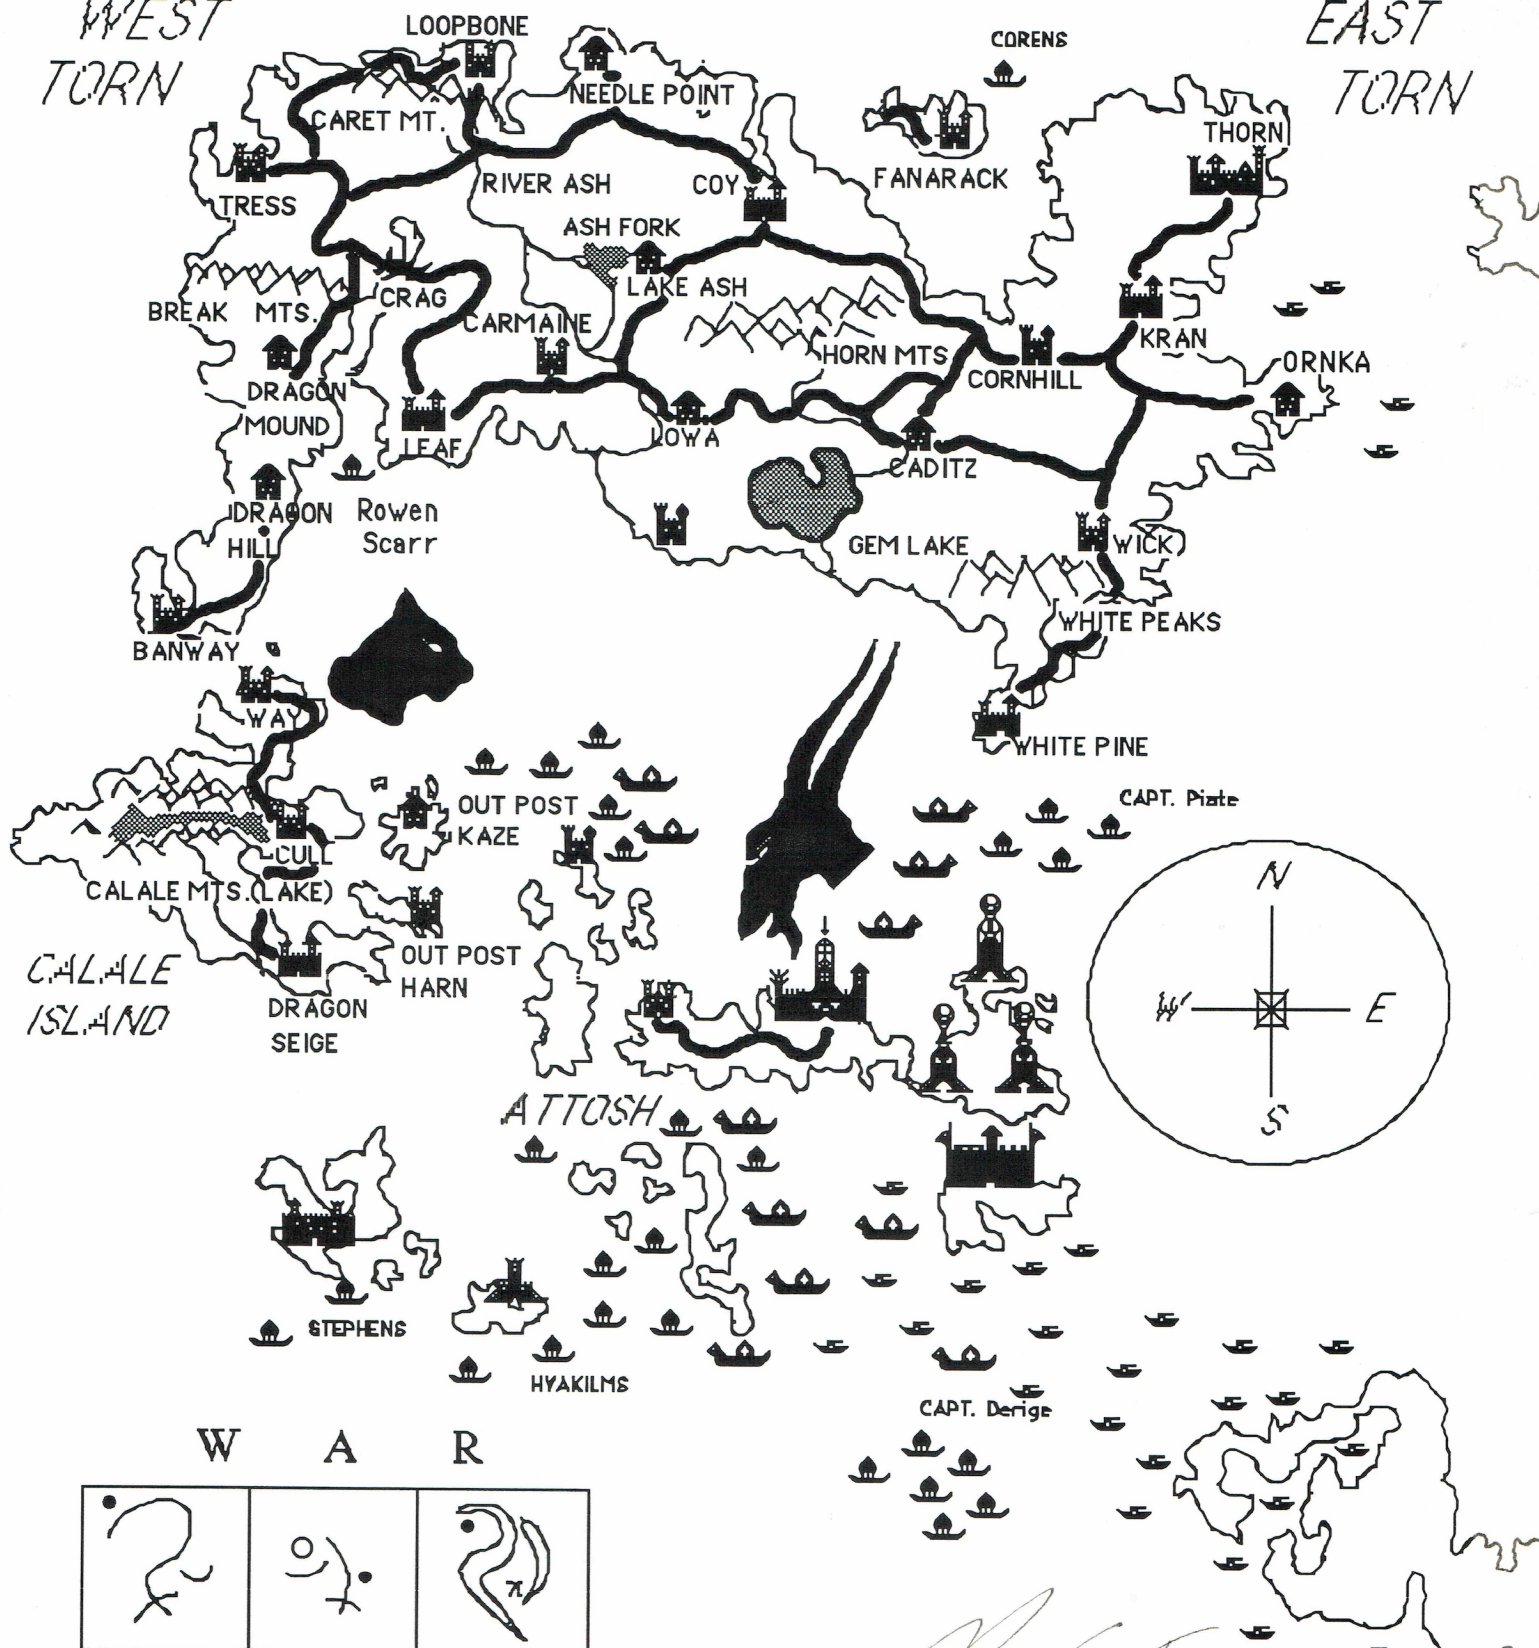 WEST
TORN
EAST
TORN
LOOPBONE
CORENS
CARET MT.
NEEDLE POINT
THORN
FANARACK
TRESS
RIVER ASH
COY
ASH FORK
LAKE ASH
CRAG
BREAK MTS.
CARMAINE
HORN MTS
KRAN
ORNKA
CORNHILL
DRAGON
MOUND
LEAF
LOWA
CADITZ
DRAGON
HILL
Rowen
Scarr
GEM LAKE
WICK
WHITE PEAKS
BANWAY
WAY
WHITE PINE
OUT POST
KAZE
CAPT. Piate
CULL
CALALE MTS.(LAKE)
OUT POST
HARN
CALALE
ISLAND
DRAGON
SEIGE
N
W E
S
ATTOSH
STEPHENS
HYAKILMS
CAPT. Derige
W A R